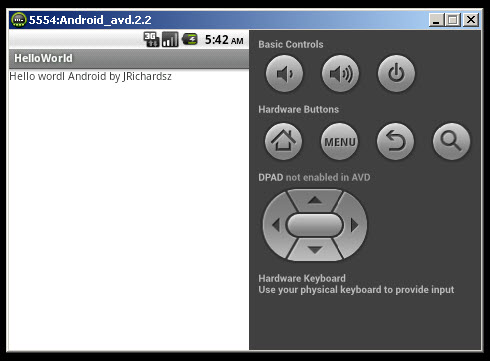 5554:Android_avd.2.2
3G 5:42 AM
HelloWorld
Hello wordl Android by JRichardsz
Basic Controls
Hardware Buttons
MENU
DPAD not enabled in AVD
Hardware Keyboard
Use your physical keyboard to provide input